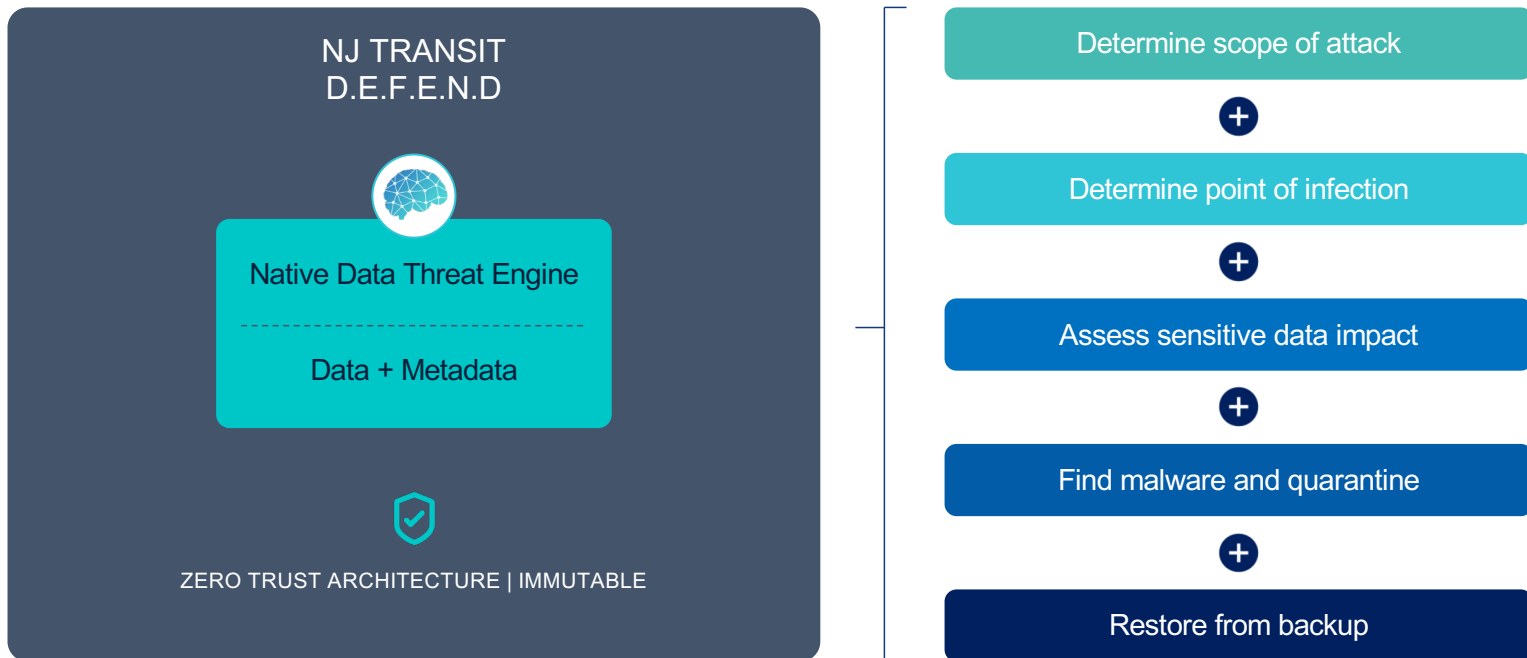 NJ TRANSIT
D.E.F.E.N.D
Native Data Threat Engine
Data + Metadata
ZERO TRUST ARCHITECTURE | IMMUTABLE
Determine scope of attack
Determine point of infection
Assess sensitive data impact
Find malware and quarantine
Restore from backup